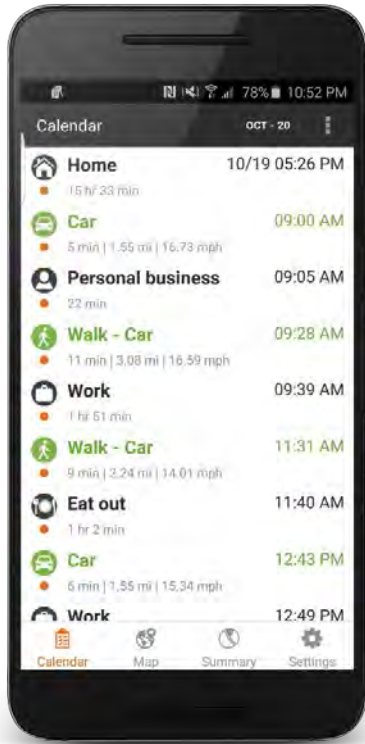 78% 10:52 PM
Calendar OCT - 20
Home 10/19 05:26 PM
15 hr 33 min
Car 09:00 AM
5 min | 1.55 mi | 16.73 mph
Personal business 09:05 AM
22 min
Walk - Car 09:28 AM
11 min | 3.08 mi | 16.59 mph
Work 09:39 AM
1 hr 51 min
Walk - Car 11:31 AM
9 min | 2.24 mi | 14.01 mph
Eat out 11:40 AM
1 hr 2 min
Car 12:43 PM
6 min | 1.55 mi | 15.34 mph
Work 12:49 PM
Calendar Map Summary Settings